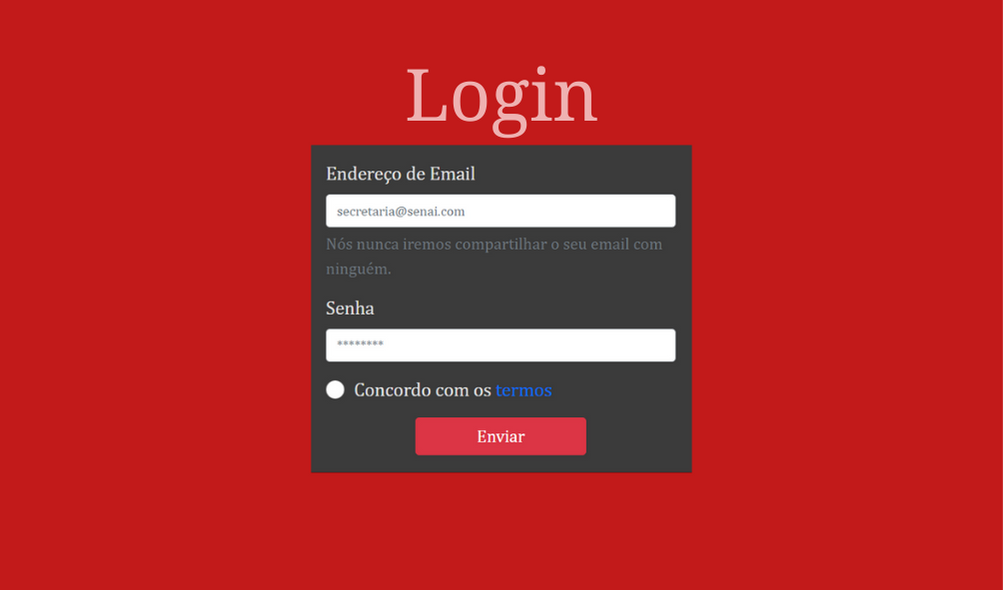 Login
Endereço de Email
secretaria@senai.com
Nós nunca iremos compartilhar o seu email com
ninguém.
Senha
********
Concordo com os termos
Enviar